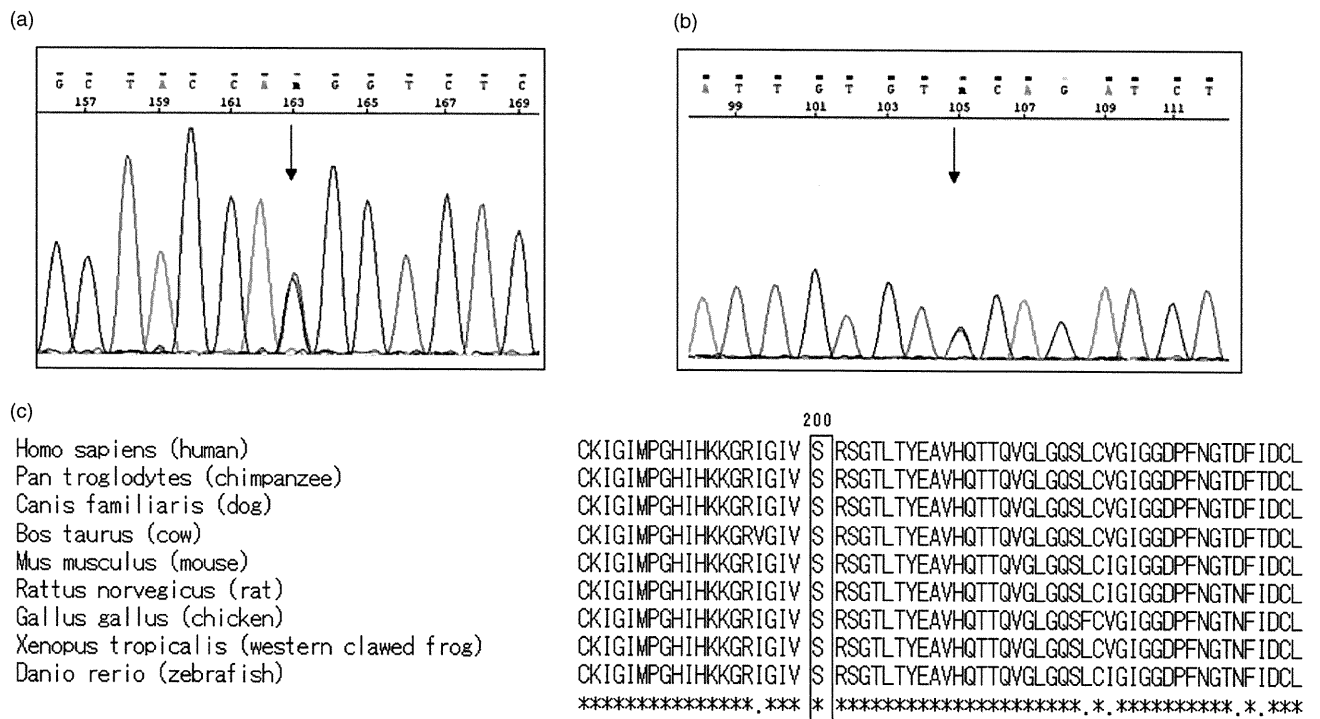 (a)
G C T A C C A n G G T C T C
157 159 161 163 165 167 169
(b)
A T T G T G T n C A G A T C T
99 101 103 105 107 109 111
(c)
200
Homo sapiens (human) CKIGIMPGHIHKKGRIGIV S RSGTLTYEAVHQTTQVGLGQSLCVGIGGDPFNGTDFIDCL
Pan troglodytes (chimpanzee) CKIGIMPGHIHKKGRIGIV S RSGTLTYEAVHQTTQVGLGQSLCVGIGGDPFNGTDFTDCL
Canis familiaris (dog) CKIGIMPGHIHKKGRIGIV S RSGTLTYEAVHQTTQVGLGQSLCVGIGGDPFNGTDFIDCL
Bos taurus (cow) CKIGIMPGHIHKKGRVGIV S RSGTLTYEAVHQTTQVGLGQSLCVGIGGDPFNGTDFTDCL
Mus musculus (mouse) CKIGIMPGHIHKKGRIGIV S RSGTLTYEAVHQTTQVGLGQSLCIGIGGDPFNGTDFIDCL
Rattus norvegicus (rat) CKIGIMPGHIHKKGRIGIV S RSGTLTYEAVHQTTQVGLGQSLCIGIGGDPFNGTNFIDCL
Gallus gallus (chicken) CKIGIMPGHIHKKGRIGIV S RSGTLTYEAVHQTTQVGLGQSFCVGIGGDPFNGTNFIDCL
Xenopus tropicalis (western clawed frog) CKIGIMPGHIHKKGRIGIV S RSGTLTYEAVHQTTQVGLGQSLCVGIGGDPFNGTNFIDCL
Danio rerio (zebrafish) CKIGIMPGHIHKKGRIGIV S RSGTLTYEAVHQTTQVGLGQSLCIGIGGDPFNGTNFIDCL
***************.*** * *********************.*.**********.*.***